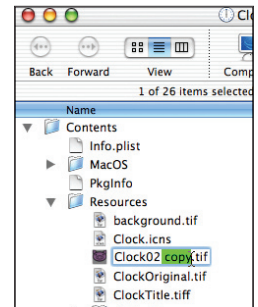 Clo
Back Forward View Comp
1 of 26 items selected
Name
Contents
Info.plist
MacOS
PkgInfo
Resources
background.tif
Clock.icns
Clock02 copy.tif
ClockOriginal.tif
ClockTitle.tiff